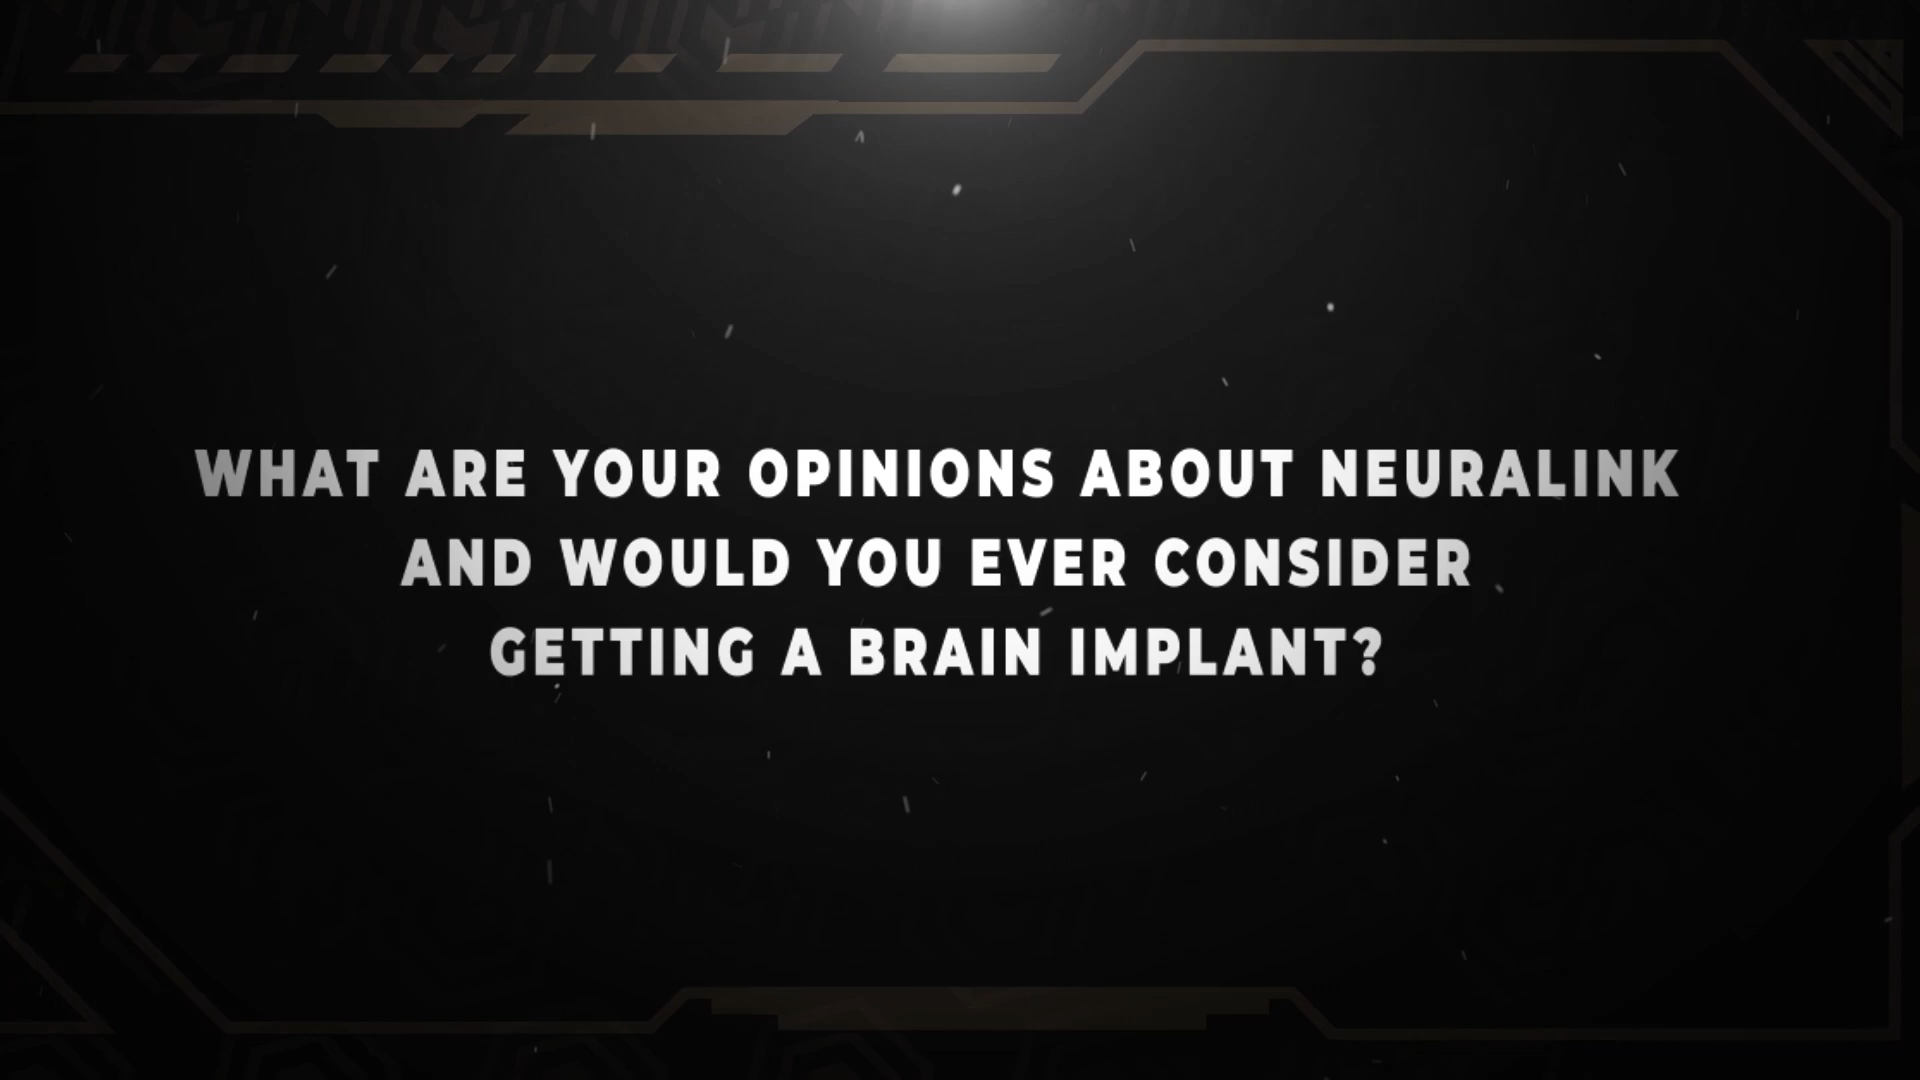 WHAT ARE YOUR OPINIONS ABOUT NEURALINK
AND WOULD YOU EVER CONSIDER
GETTING A BRAIN IMPLANT?